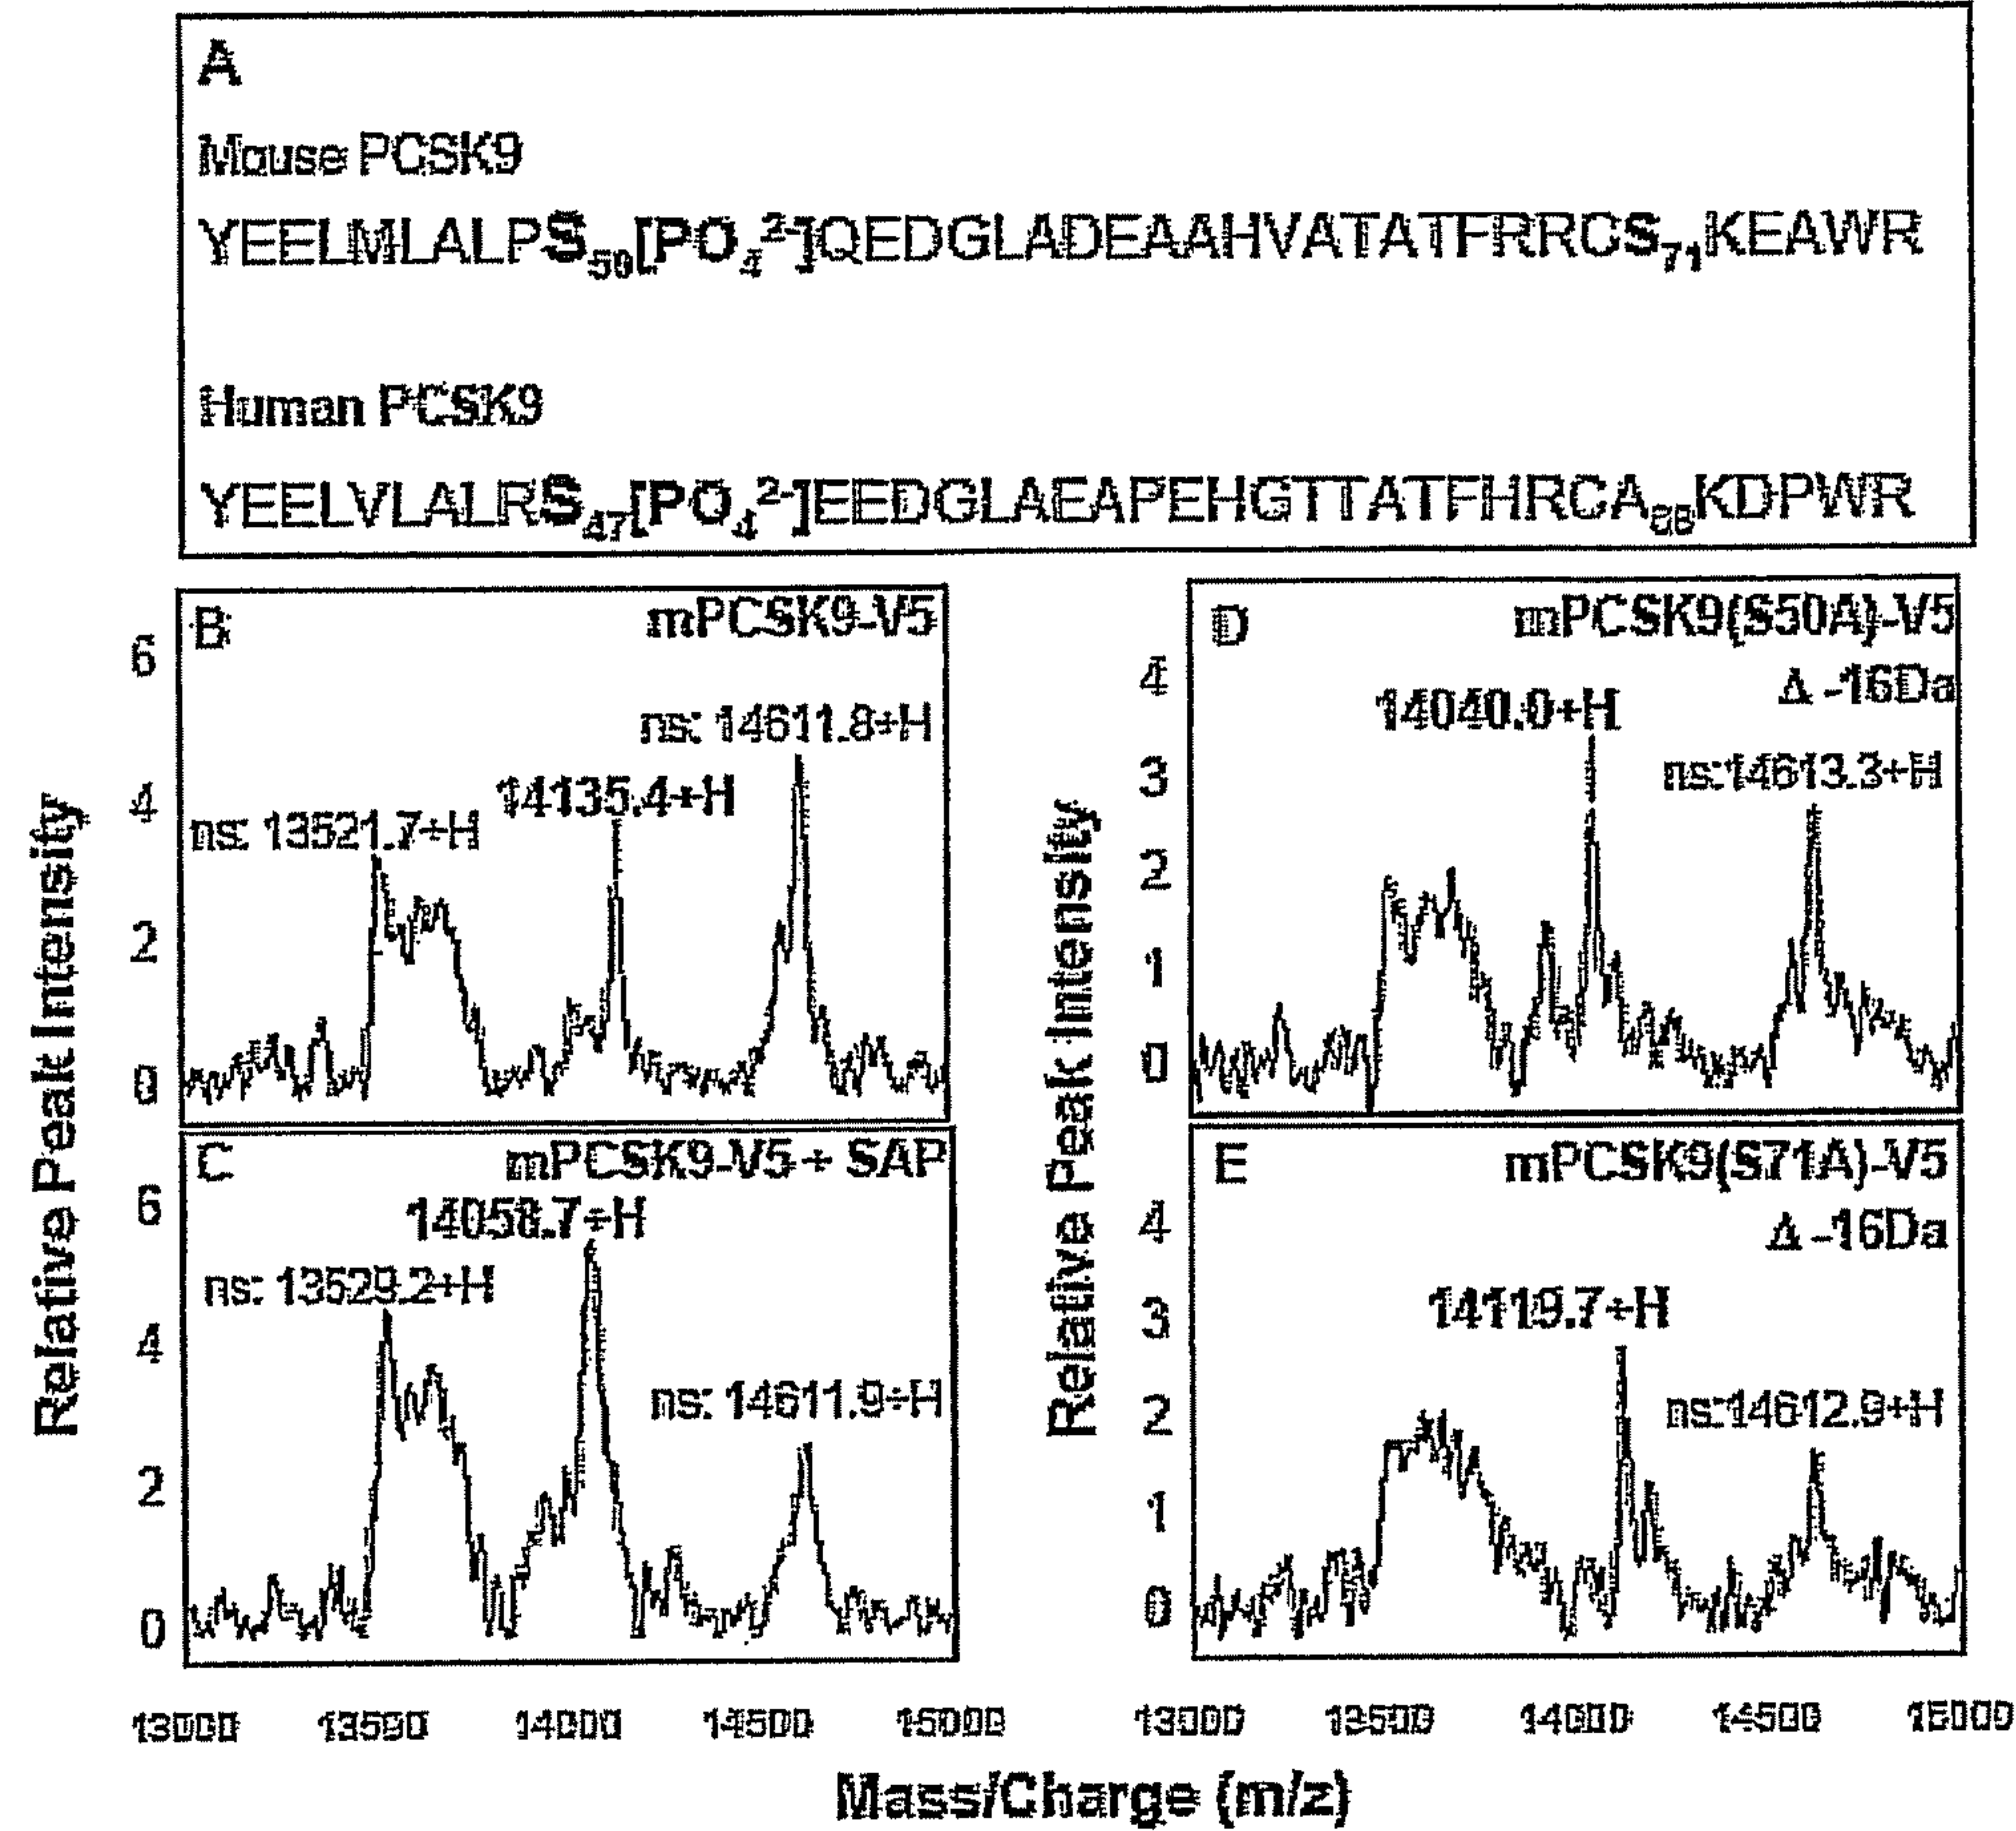 A
Mouse PCSK9
YEELMLALPS50[PO4 2-]QEDGLADEAAHVATATFRRCS71KEAWR
Human PCSK9
YEELVLALRS47[PO4 2-]EEDGLAEAPEHGTTATFHRCA68KDPWR
Relative Peak Intensity
B
mPCSK9-V5
6
4
2
0
ns: 13521.7+H
14135.4+H
ns: 14611.8+H
C
mPCSK9-V5 + SAP
6
4
2
0
14058.7+H
ns: 13529.2+H
ns: 14611.9+H
13000 13500 14000 14500 15000
Relative Peak Intensity
D
mPCSK9(S50A)-V5
Δ -16Da
4
3
2
1
0
14040.0+H
ns:14613.3+H
E
mPCSK9(S71A)-V5
Δ -16Da
4
3
2
1
0
14119.7+H
ns:14612.9+H
13000 13500 14000 14500 15000
Mass/Charge (m/z)